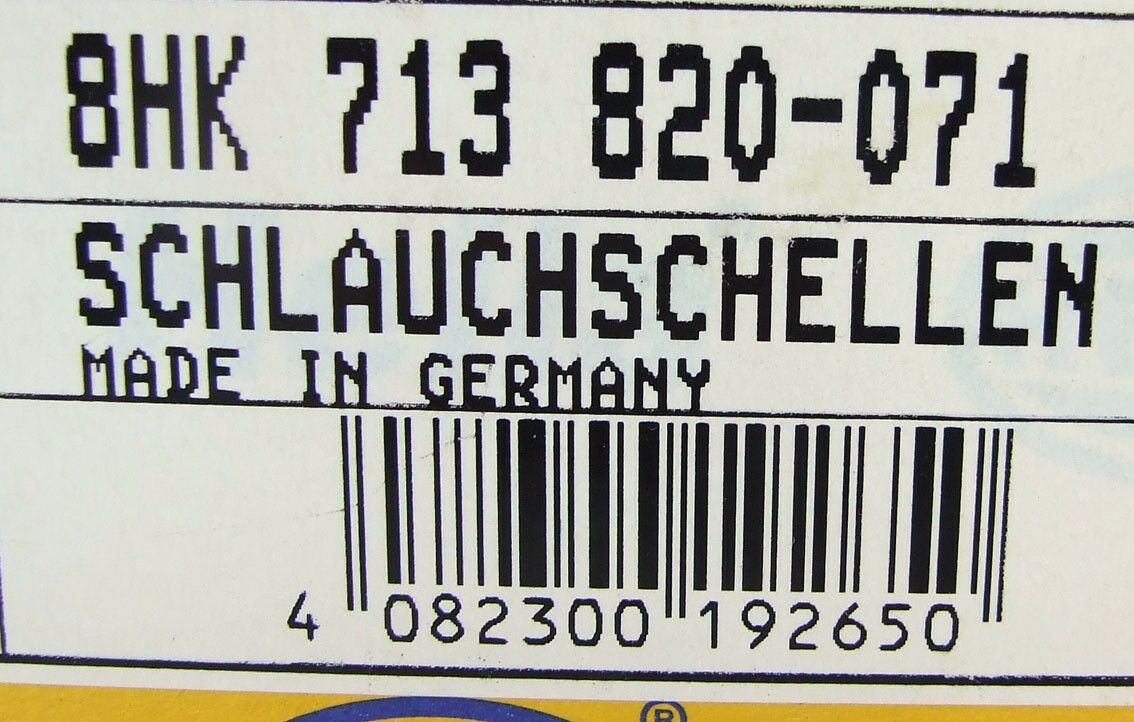 8HK 713 820-071
SCHLAUCHSCHELLEN
MADE IN GERMANY
4 082300 192650
®